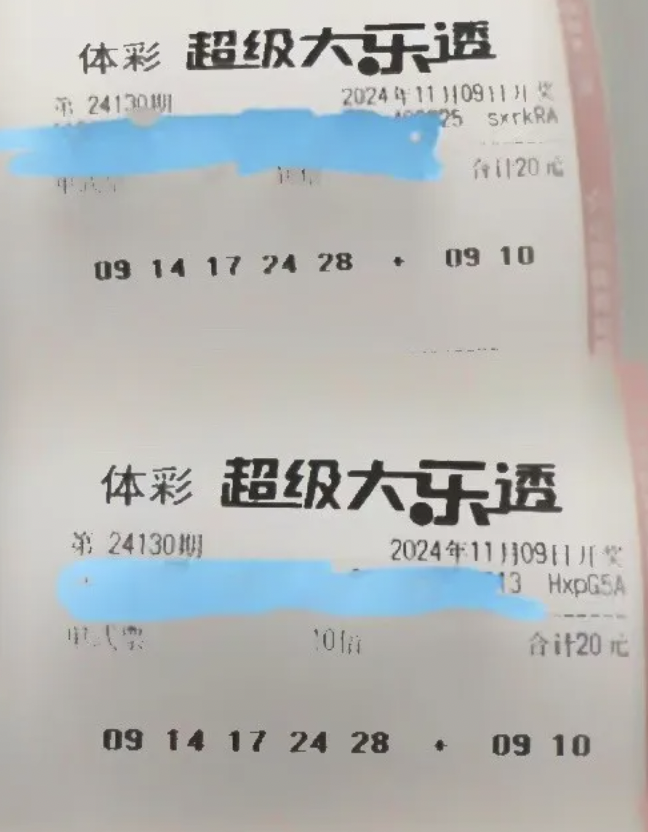 体彩 超级大乐透
第 24130期 2024年11月09日开奖
25 sxrkRA
合计20元
09 14 17 24 28 + 09 10
体彩 超级大乐透
第 24130期 2024年11月09日开奖
13 HxpG5A
单式票 10倍 合计20元
09 14 17 24 28 + 09 10